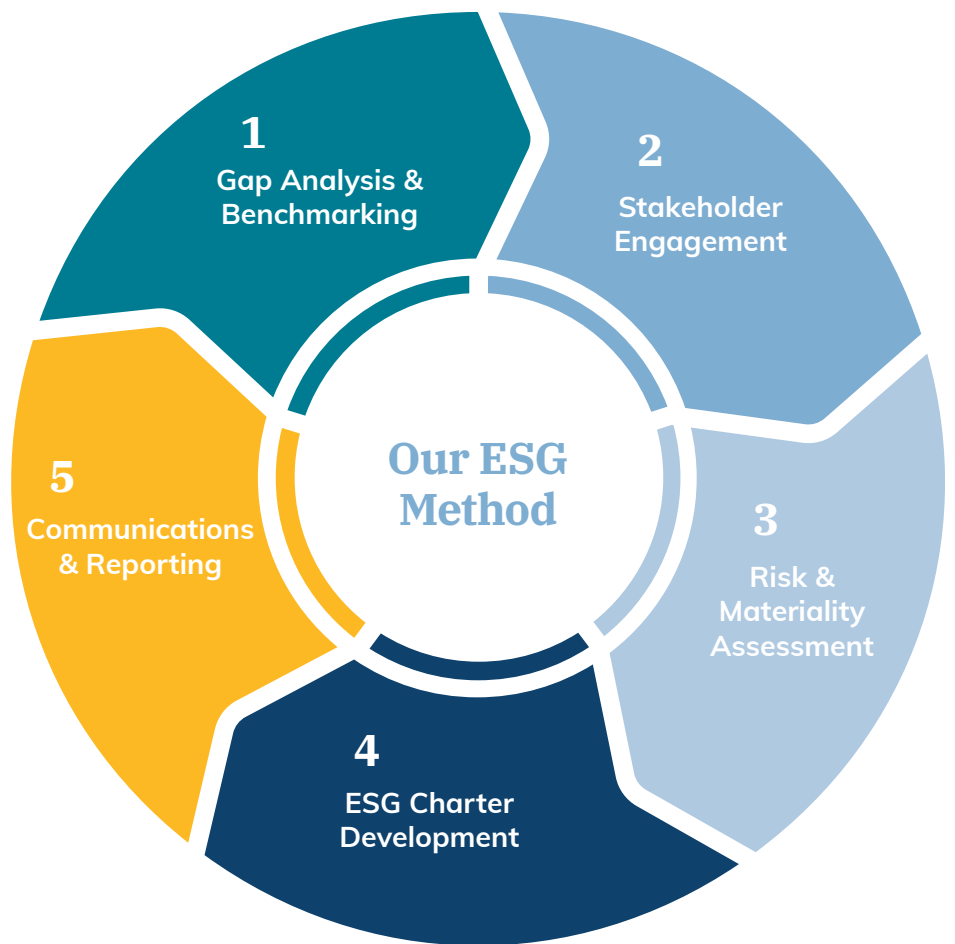 1
Gap Analysis &
Benchmarking
2
Stakeholder
Engagement
3
Risk &
Materiality
Assessment
4
ESG Charter
Development
5
Communications
& Reporting
Our ESG
Method